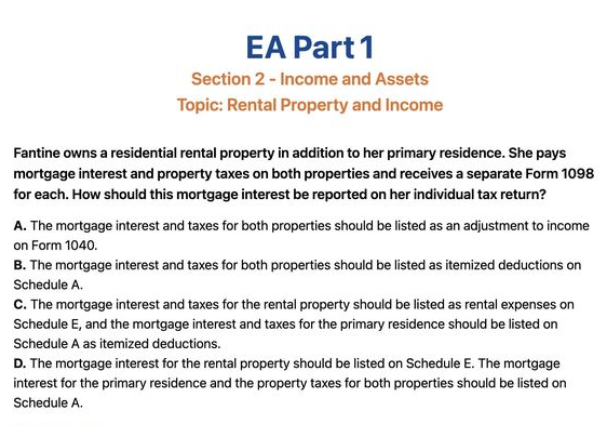 EA Part 1
Section 2 - Income and Assets
Topic: Rental Property and Income
Fantine owns a residential rental property in addition to her primary residence. She pays
mortgage interest and property taxes on both properties and receives a separate Form 1098
for each. How should this mortgage interest be reported on her individual tax return?
A. The mortgage interest and taxes for both properties should be listed as an adjustment to income
on Form 1040.
B. The mortgage interest and taxes for both properties should be listed as itemized deductions on
Schedule A.
C. The mortgage interest and taxes for the rental property should be listed as rental expenses on
Schedule E, and the mortgage interest and taxes for the primary residence should be listed on
Schedule A as itemized deductions.
D. The mortgage interest for the rental property should be listed on Schedule E. The mortgage
interest for the primary residence and the property taxes for both properties should be listed on
Schedule A.